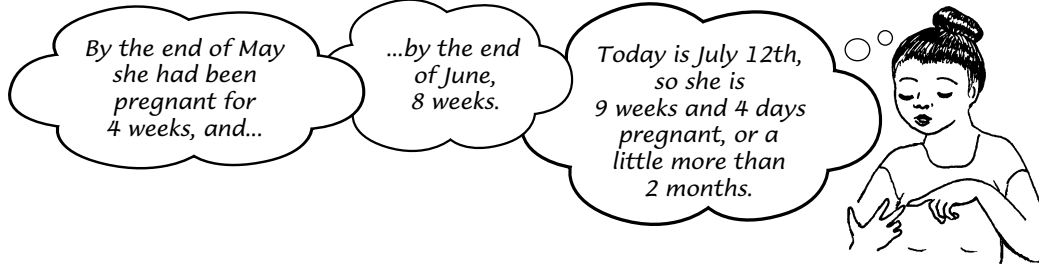 By the end of May
she had been
pregnant for
4 weeks, and...
...by the end
of June,
8 weeks.
Today is July 12th,
so she is
9 weeks and 4 days
pregnant, or a
little more than
2 months.